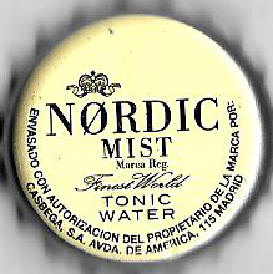 NØRDIC
MIST
Marca Reg.
Finest World
TONIC
WATER
ENVASADO CON AUTORIZACION DEL PROPIETARIO DE LA MARCA POR:
CASBEGA, S.A. AVDA. DE AMERICA, 115 MADRID